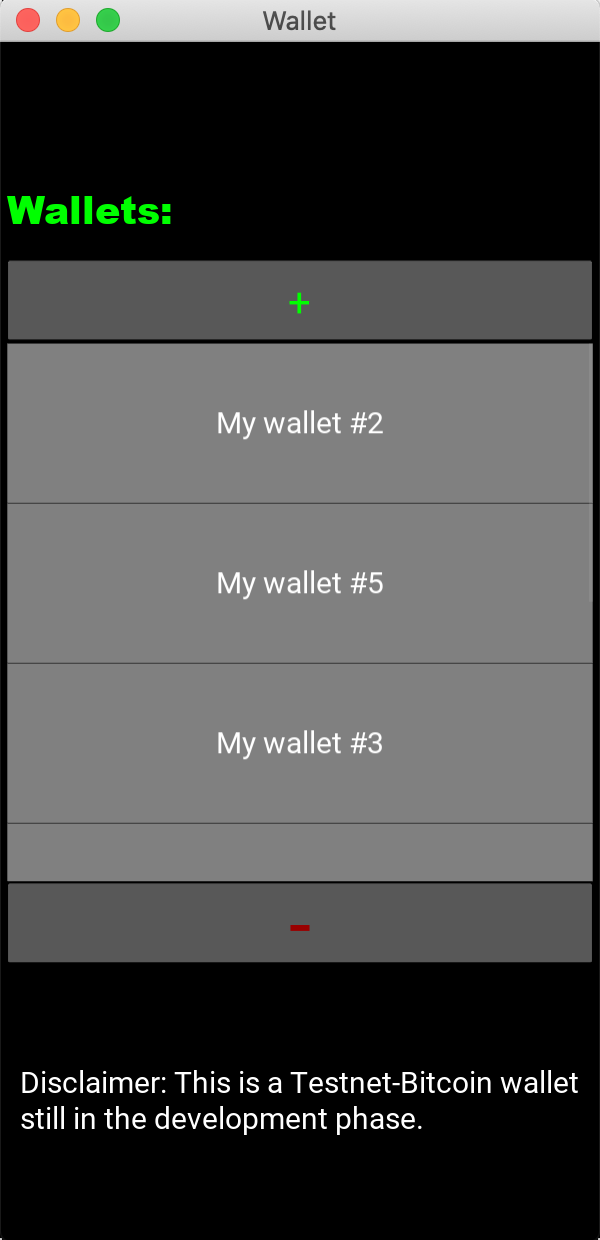 Wallet
Wallets:
+
My wallet #2
My wallet #5
My wallet #3
-
Disclaimer: This is a Testnet-Bitcoin wallet
still in the development phase.